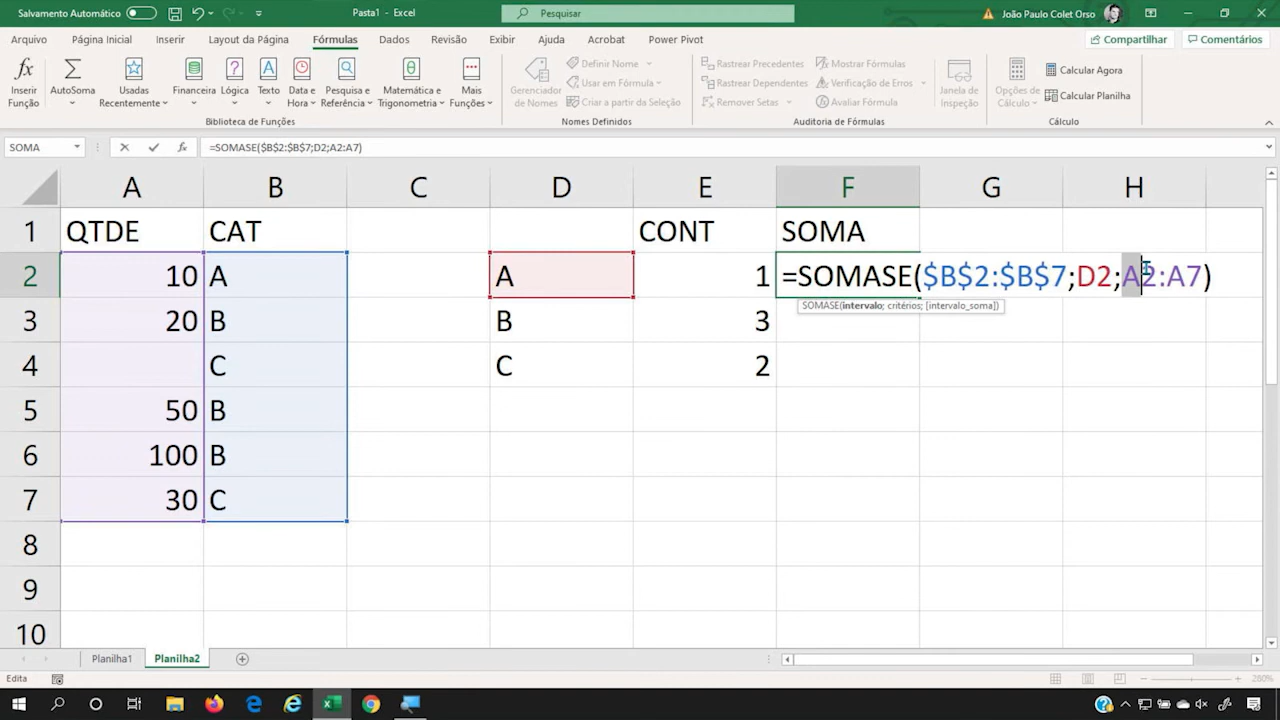 Salvamento Automático Pasta1 - Excel Pesquisar João Paulo Colet Orso
Arquivo Página Inicial Inserir Layout da Página Fórmulas Dados Revisão Exibir Ajuda Acrobat Power Pivot Compartilhar Comentários
Inserir Função
AutoSoma
Usadas Recentemente
Financeira
Lógica
Texto
Data e Hora
Pesquisa e Referência
Matemática e Trigonometria
Mais Funções
Biblioteca de Funções
Gerenciador de Nomes
Definir Nome
Usar em Fórmula
Criar a partir da Seleção
Nomes Definidos
Rastrear Precedentes
Rastrear Dependentes
Remover Setas
Mostrar Fórmulas
Verificação de Erros
Avaliar Fórmula
Auditoria de Fórmulas
Janela de Inspeção
Opções de Cálculo
Calcular Agora
Calcular Planilha
Cálculo
SOMA fx =SOMASE($B$2:$B$7;D2;A2:A7)
A B C D E F G H
1 QTDE CAT CONT SOMA
2 10 A A 1 =SOMASE($B$2:$B$7;D2;A2:A7)
SOMASE(intervalo; critérios; [intervalo_soma])
3 20 B B 3
4 C C 2
5 50 B
6 100 B
7 30 C
8
9
10
Planilha1 Planilha2
Edita 280%